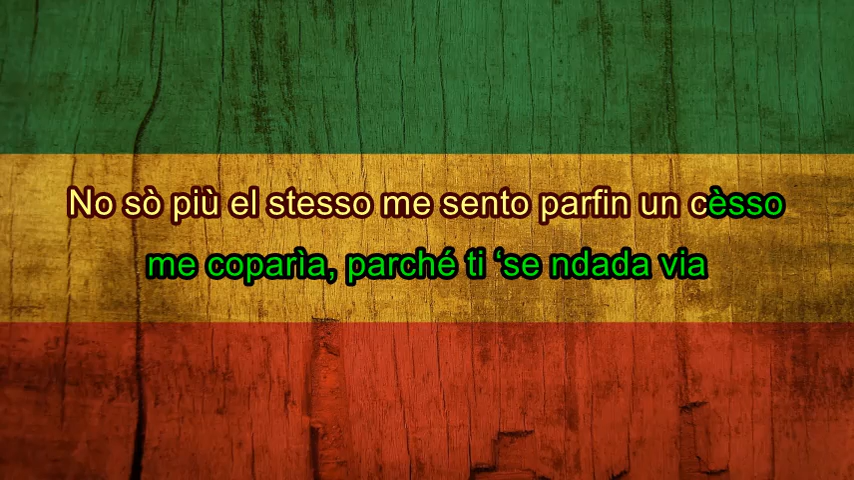 No sò più el stesso me sento parfin un cèsso
me coparìa, parché ti ‘se ndada via